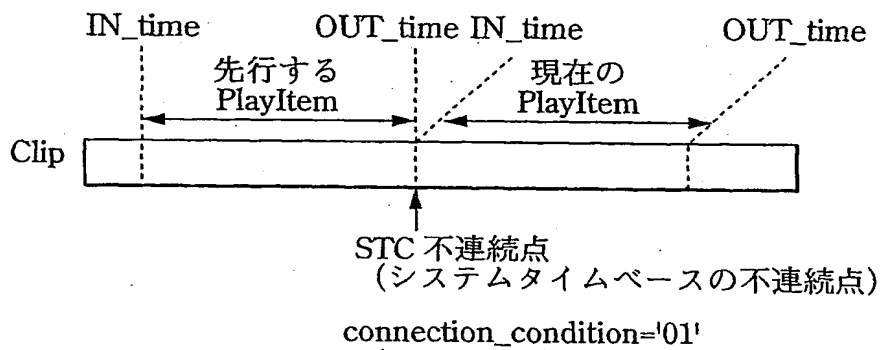 IN_time OUT_time IN_time OUT_time
先行する 現在の
PlayItem PlayItem
Clip
STC 不連続点
(システムタイムベースの不連続点)
connection_condition='01'